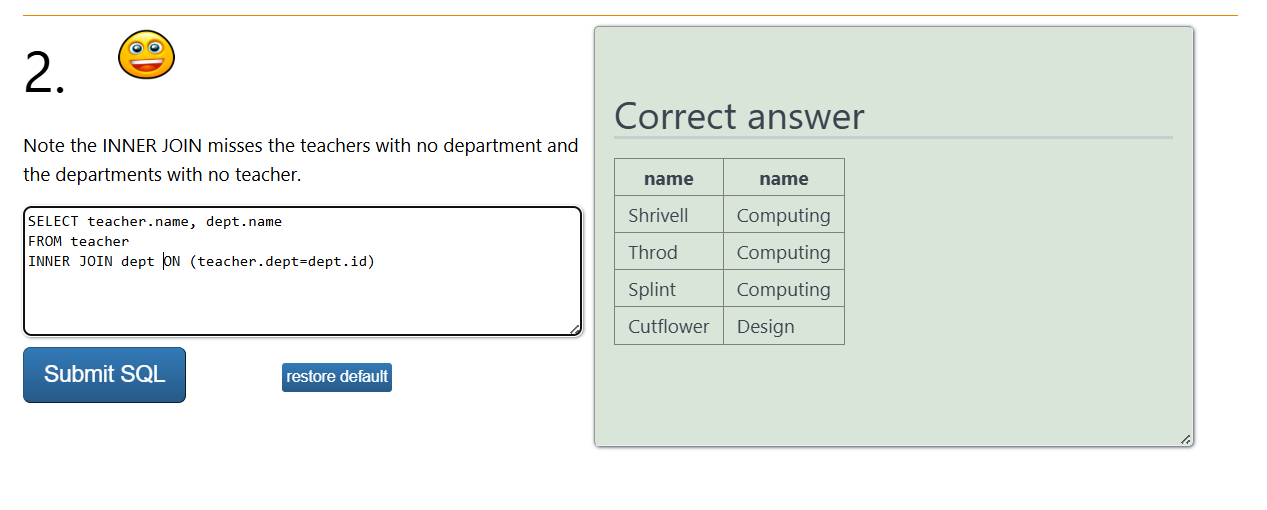 2.
Note the INNER JOIN misses the teachers with no department and
the departments with no teacher.
SELECT teacher.name, dept.name
FROM teacher
INNER JOIN dept ON (teacher.dept=dept.id)
Submit SQL
restore default
Correct answer
name name
Shrivell Computing
Throd Computing
Splint Computing
Cutflower Design